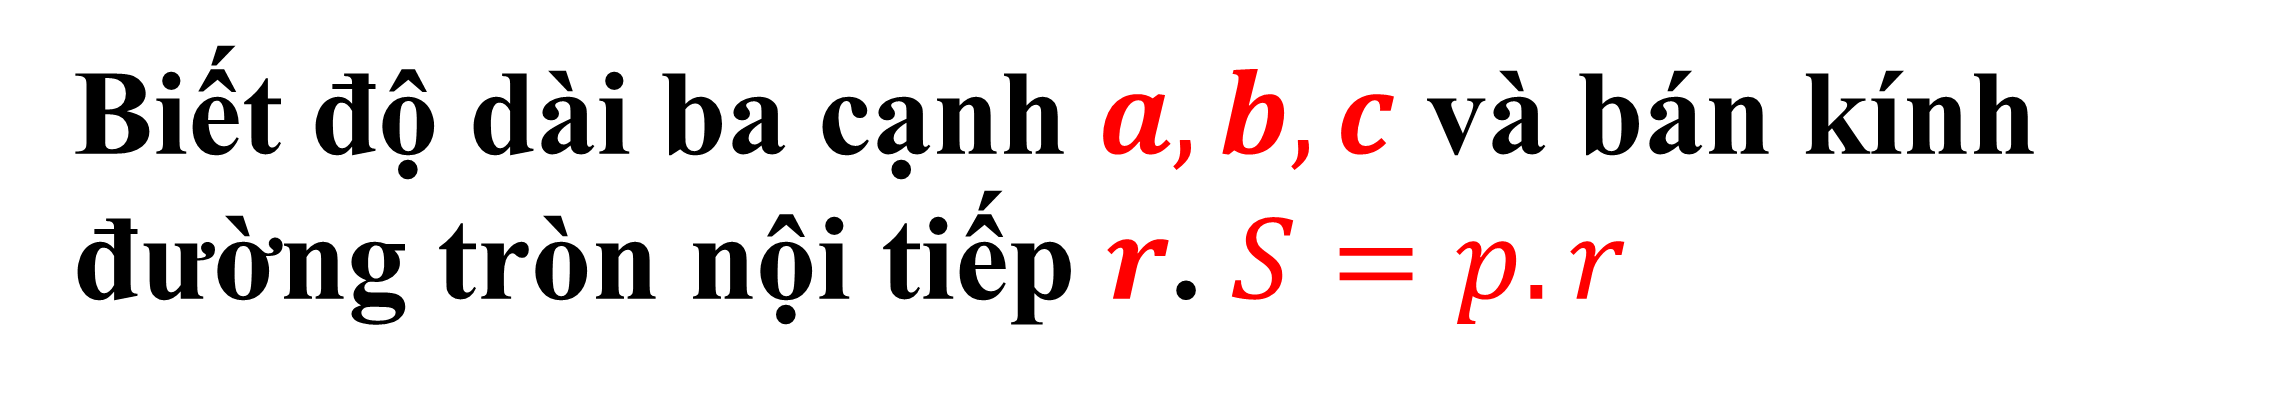 Biết độ dài ba cạnh a, b, c và bán kính
đường tròn nội tiếp r. S = p. r